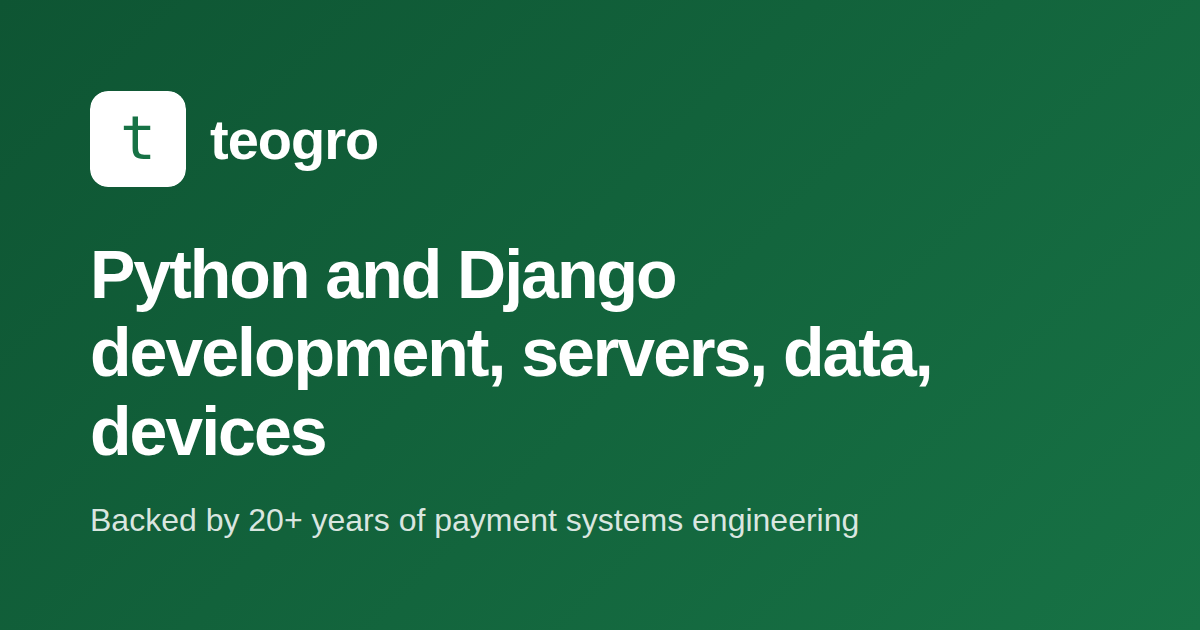 t teogro
Python and Django
development, servers, data,
devices
Backed by 20+ years of payment systems engineering